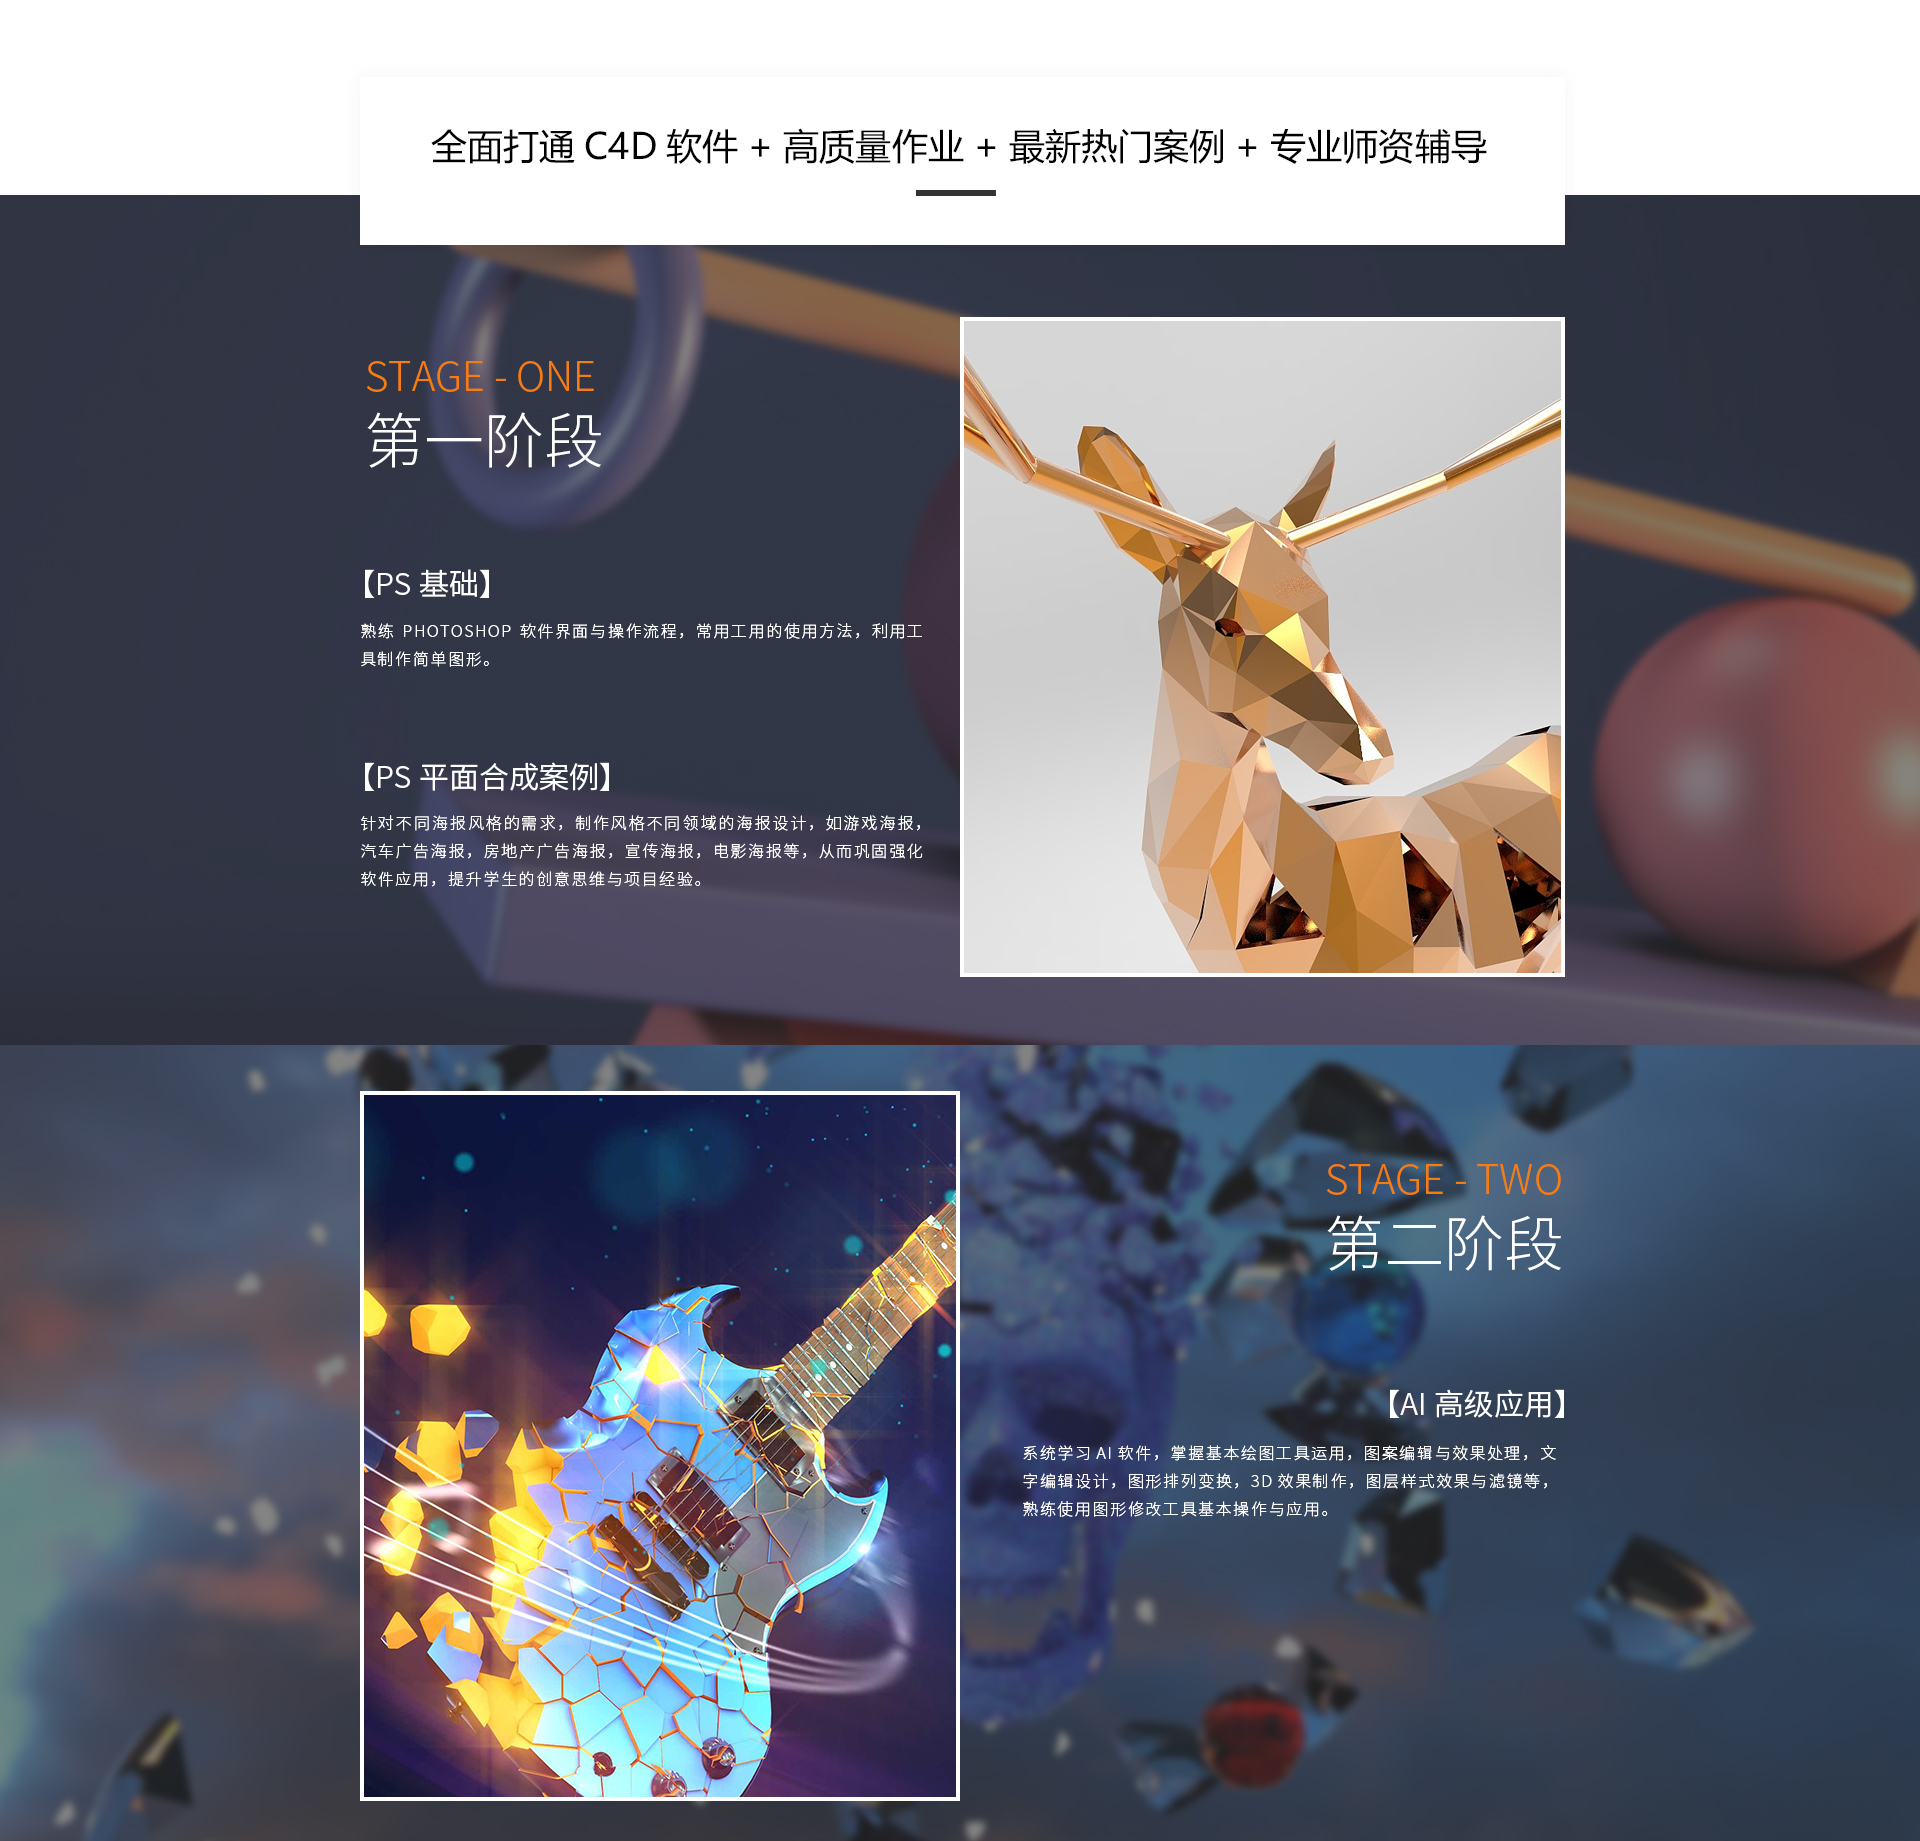 全面打通 C4D 软件 + 高质量作业 + 最新热门案例 + 专业师资辅导
STAGE - ONE
第一阶段
【PS 基础】
熟练 PHOTOSHOP 软件界面与操作流程，常用工用的使用方法，利用工
具制作简单图形。
【PS 平面合成案例】
针对不同海报风格的需求，制作风格不同领域的海报设计，如游戏海报，
汽车广告海报，房地产广告海报，宣传海报，电影海报等，从而巩固强化
软件应用，提升学生的创意思维与项目经验。
STAGE - TWO
第二阶段
【AI 高级应用】
系统学习 AI 软件，掌握基本绘图工具运用，图案编辑与效果处理，文
字编辑设计，图形排列变换，3D 效果制作，图层样式效果与滤镜等，
熟练使用图形修改工具基本操作与应用。